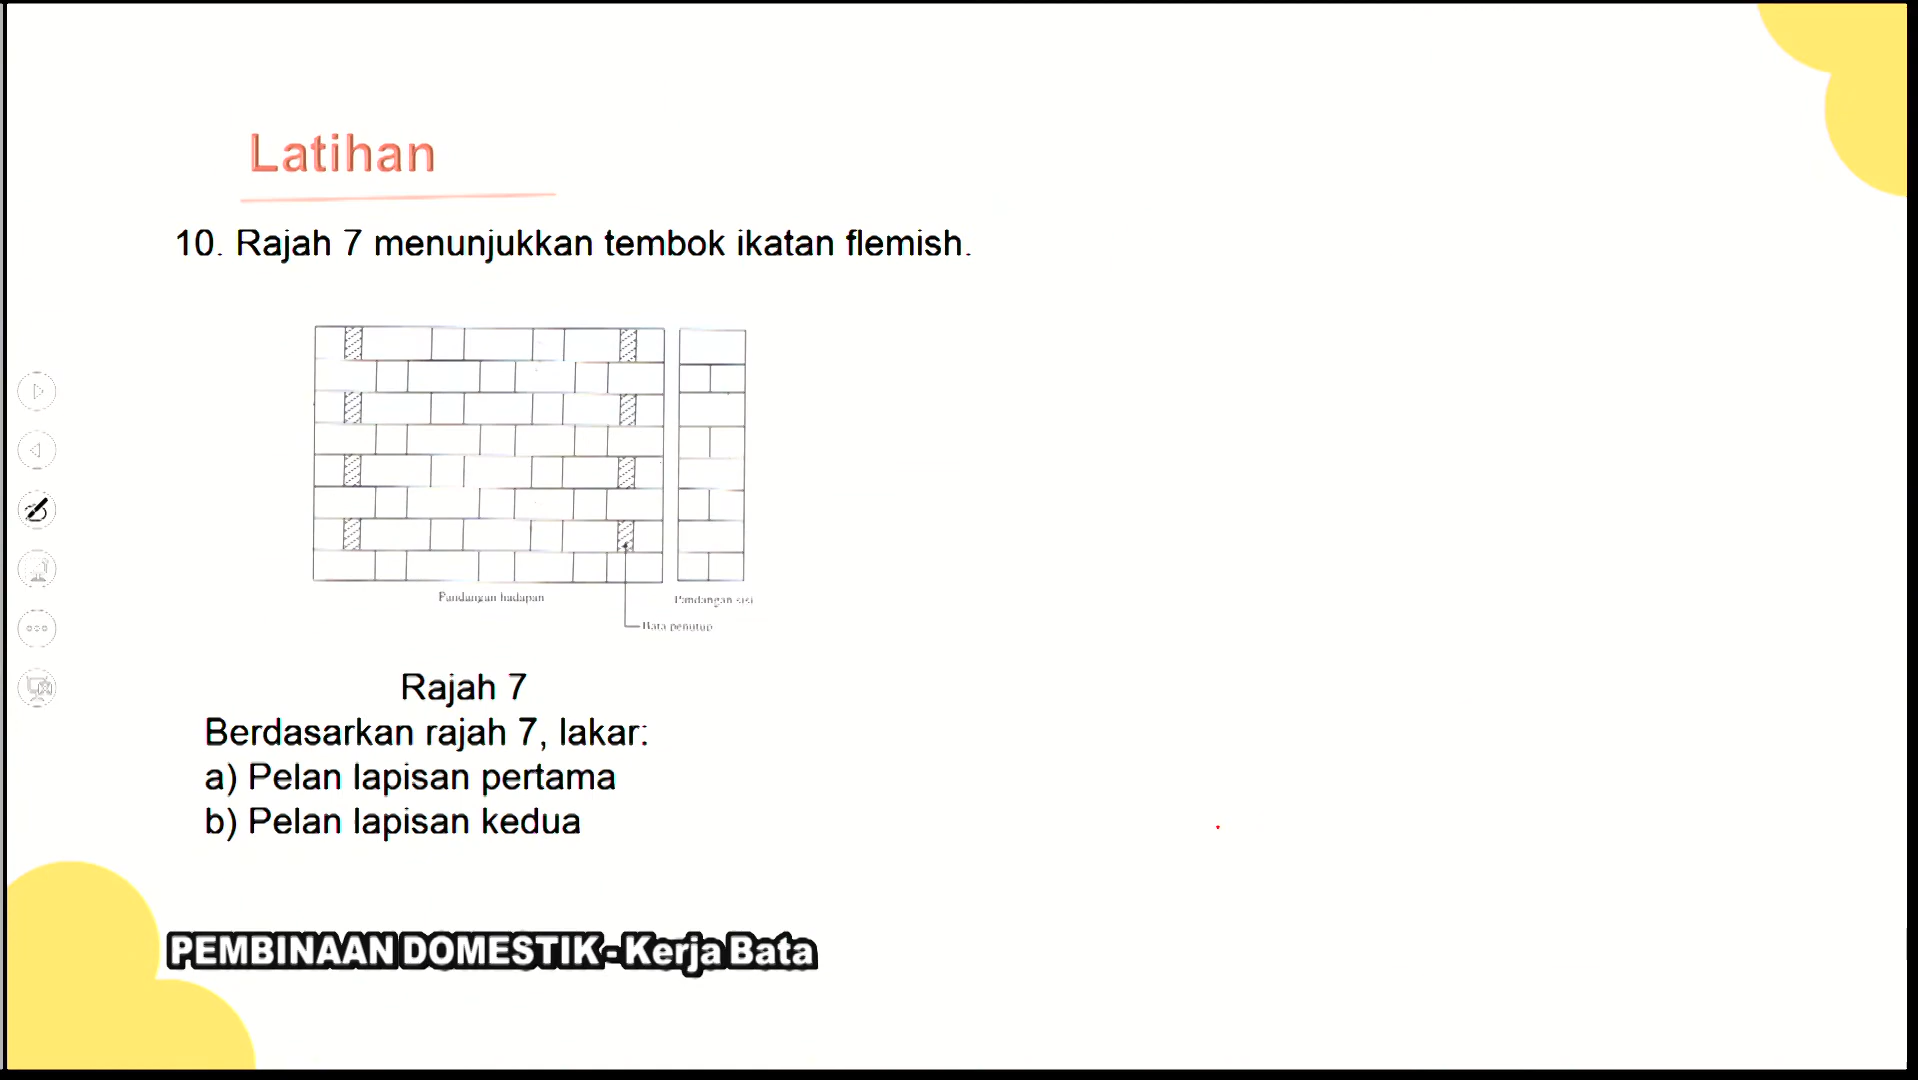 Latihan
10. Rajah 7 menunjukkan tembok ikatan flemish.
Pandangan hadapan
Pandangan sisi
Bata penutup
Rajah 7
Berdasarkan rajah 7, lakar:
a) Pelan lapisan pertama
b) Pelan lapisan kedua
PEMBINAAN DOMESTIK - Kerja Bata